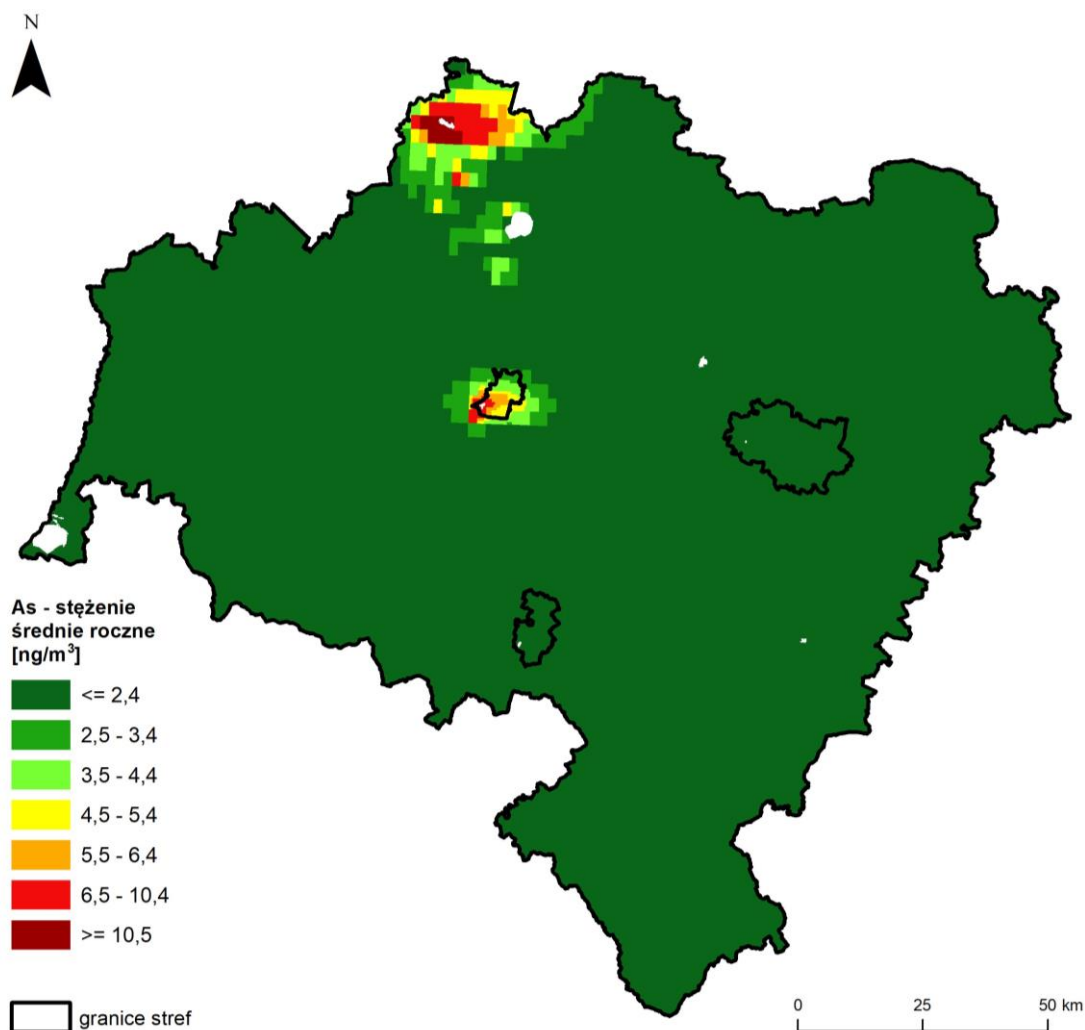 N
As - stężenie
średnie roczne
[ng/m³]
<= 2,4
2,5 - 3,4
3,5 - 4,4
4,5 - 5,4
5,5 - 6,4
6,5 - 10,4
>= 10,5
granice stref
0 25 50 km